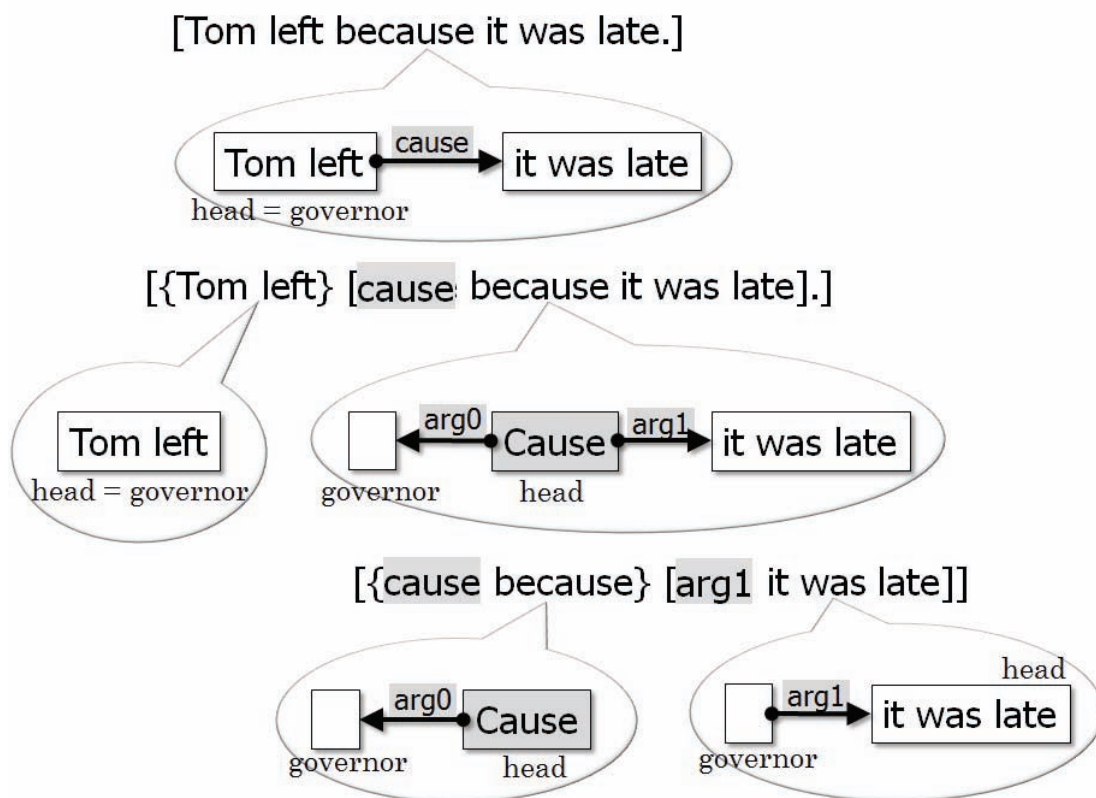 [Tom left because it was late.]
cause
Tom left it was late
head = governor
[{Tom left} [cause because it was late].]
arg0 arg1
Tom left Cause it was late
head = governor governor head
[{cause because} [arg1 it was late]]
head
arg0 arg1
Cause it was late
governor head governor